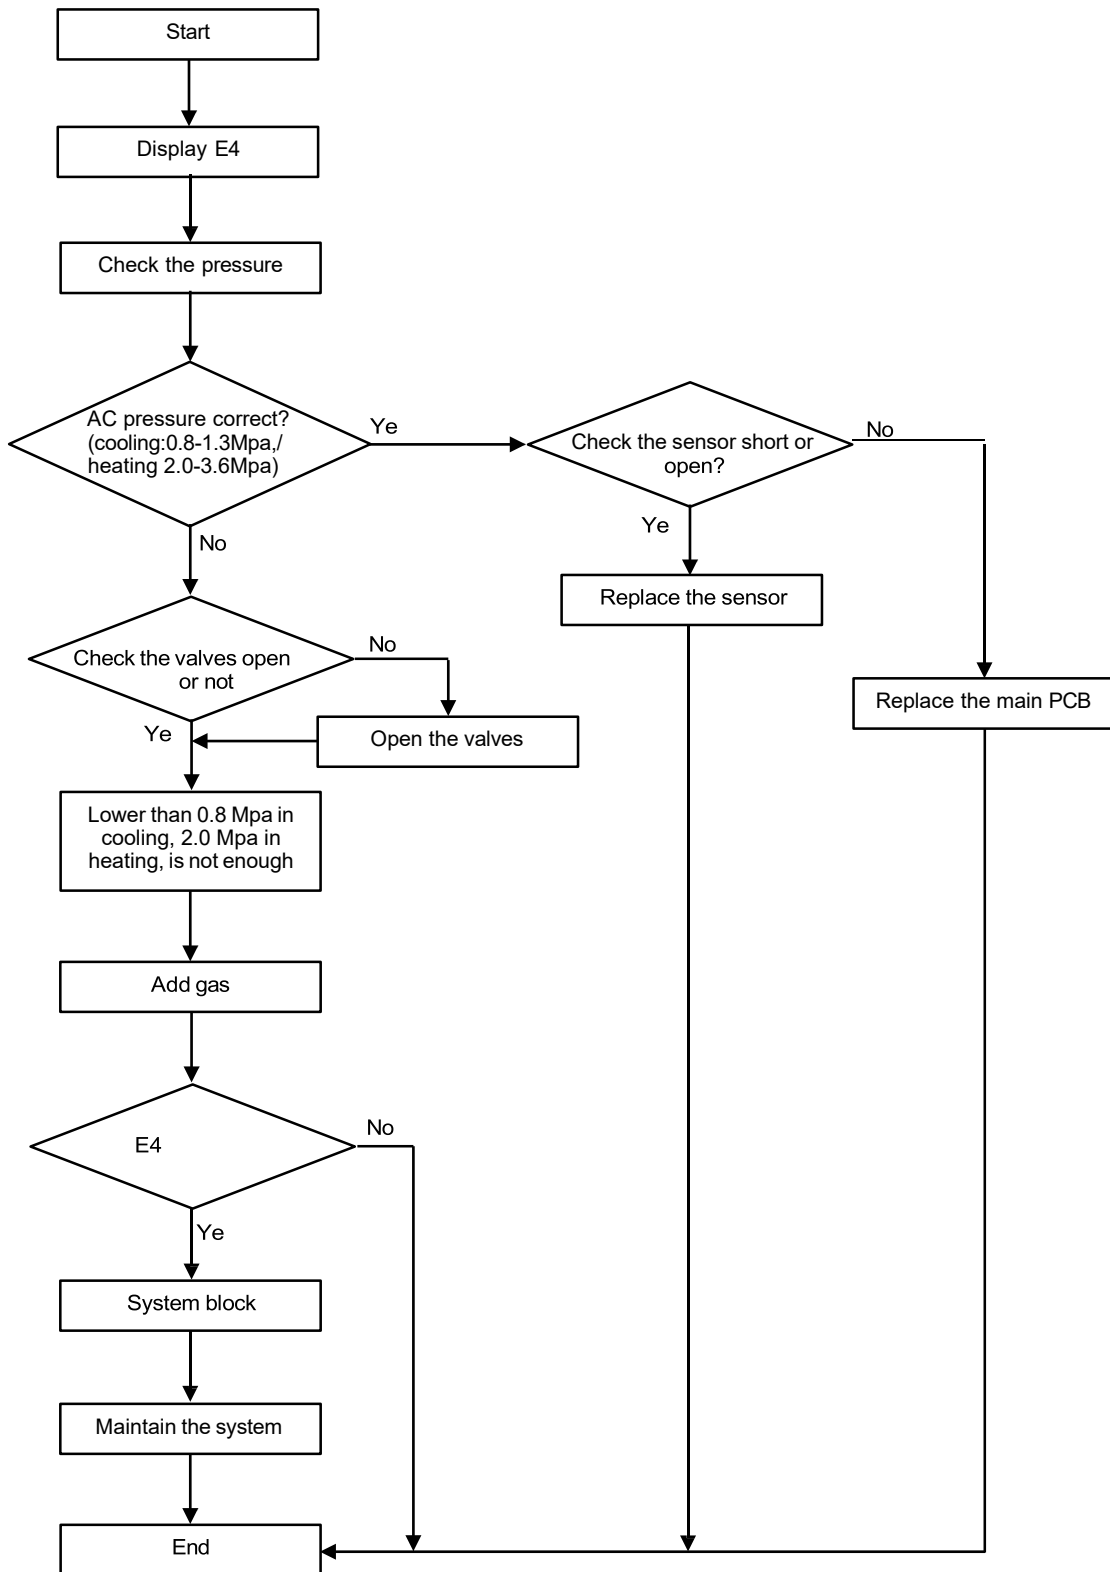 Start
Display E4
Check the pressure
AC pressure correct?
(cooling:0.8-1.3Mpa,/
heating 2.0-3.6Mpa)
Ye
Check the sensor short or
open?
No
No
Ye
Replace the sensor
Check the valves open
or not
No
Replace the main PCB
Ye
Open the valves
Lower than 0.8 Mpa in
cooling, 2.0 Mpa in
heating, is not enough
Add gas
E4
No
Ye
System block
Maintain the system
End